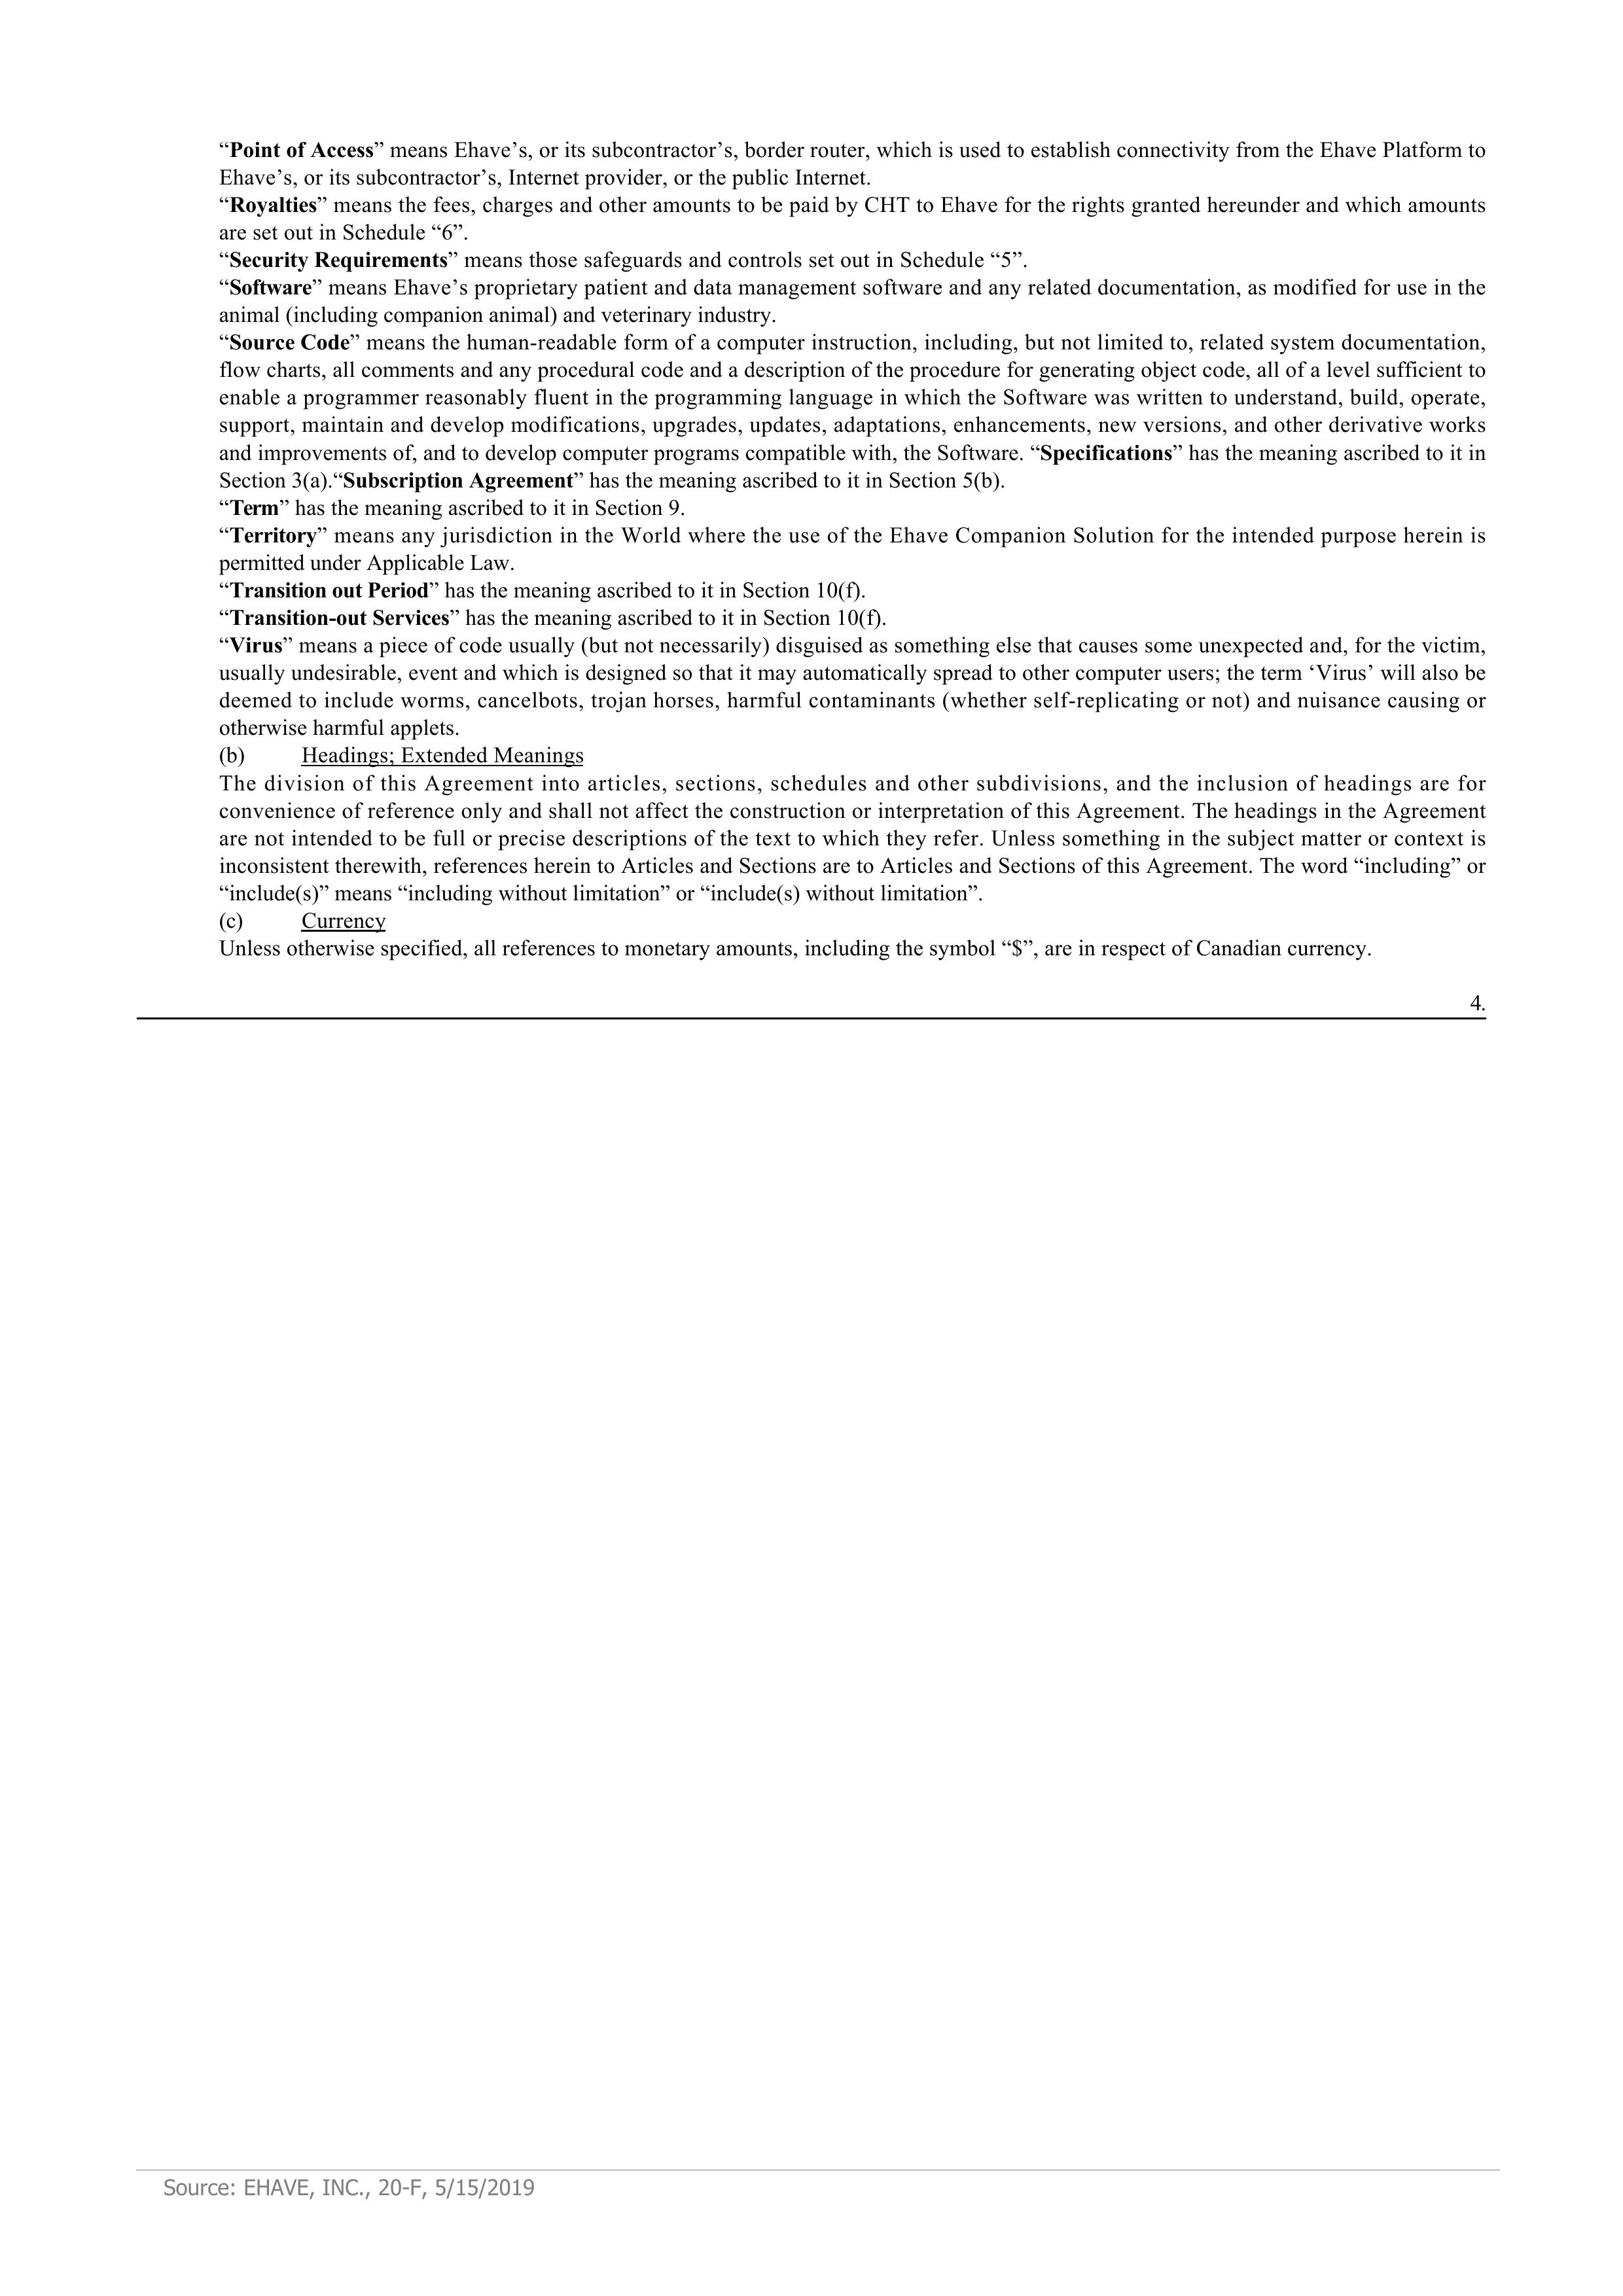 “Point of Access” means Ehave’s, or its subcontractor’s, border router, which is used to establish connectivity from the Ehave Platform to
Ehave’s, or its subcontractor’s, Internet provider, or the public Internet.
“Royalties” means the fees, charges and other amounts to be paid by CHT to Ehave for the rights granted hereunder and which amounts
are set out in Schedule “6”.
“Security Requirements” means those safeguards and controls set out in Schedule “5”.
“Software” means Ehave’s proprietary patient and data management software and any related documentation, as modified for use in the
animal (including companion animal) and veterinary industry.
“Source Code” means the human-readable form of a computer instruction, including, but not limited to, related system documentation,
flow charts, all comments and any procedural code and a description of the procedure for generating object code, all of a level sufficient to
enable a programmer reasonably fluent in the programming language in which the Software was written to understand, build, operate,
support, maintain and develop modifications, upgrades, updates, adaptations, enhancements, new versions, and other derivative works
and improvements of, and to develop computer programs compatible with, the Software. “Specifications” has the meaning ascribed to it in
Section 3(a).“Subscription Agreement” has the meaning ascribed to it in Section 5(b).
“Term” has the meaning ascribed to it in Section 9.
“Territory” means any jurisdiction in the World where the use of the Ehave Companion Solution for the intended purpose herein is
permitted under Applicable Law.
“Transition out Period” has the meaning ascribed to it in Section 10(f).
“Transition-out Services” has the meaning ascribed to it in Section 10(f).
“Virus” means a piece of code usually (but not necessarily) disguised as something else that causes some unexpected and, for the victim,
usually undesirable, event and which is designed so that it may automatically spread to other computer users; the term ‘Virus’ will also be
deemed to include worms, cancelbots, trojan horses, harmful contaminants (whether self-replicating or not) and nuisance causing or
otherwise harmful applets.
(b) Headings; Extended Meanings
The division of this Agreement into articles, sections, schedules and other subdivisions, and the inclusion of headings are for
convenience of reference only and shall not affect the construction or interpretation of this Agreement. The headings in the Agreement
are not intended to be full or precise descriptions of the text to which they refer. Unless something in the subject matter or context is
inconsistent therewith, references herein to Articles and Sections are to Articles and Sections of this Agreement. The word “including” or
“include(s)” means “including without limitation” or “include(s) without limitation”.
(c) Currency
Unless otherwise specified, all references to monetary amounts, including the symbol “$”, are in respect of Canadian currency.
4.
Source: EHAVE, INC., 20-F, 5/15/2019